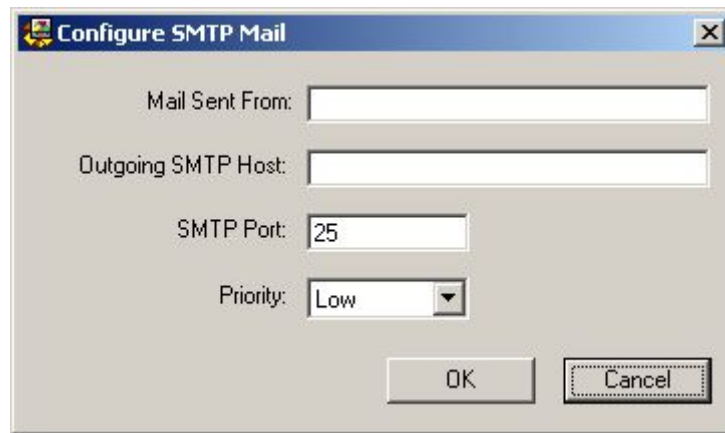 Configure SMTP Mail
Mail Sent From:
Outgoing SMTP Host:
SMTP Port: 25
Priority: Low
OK Cancel